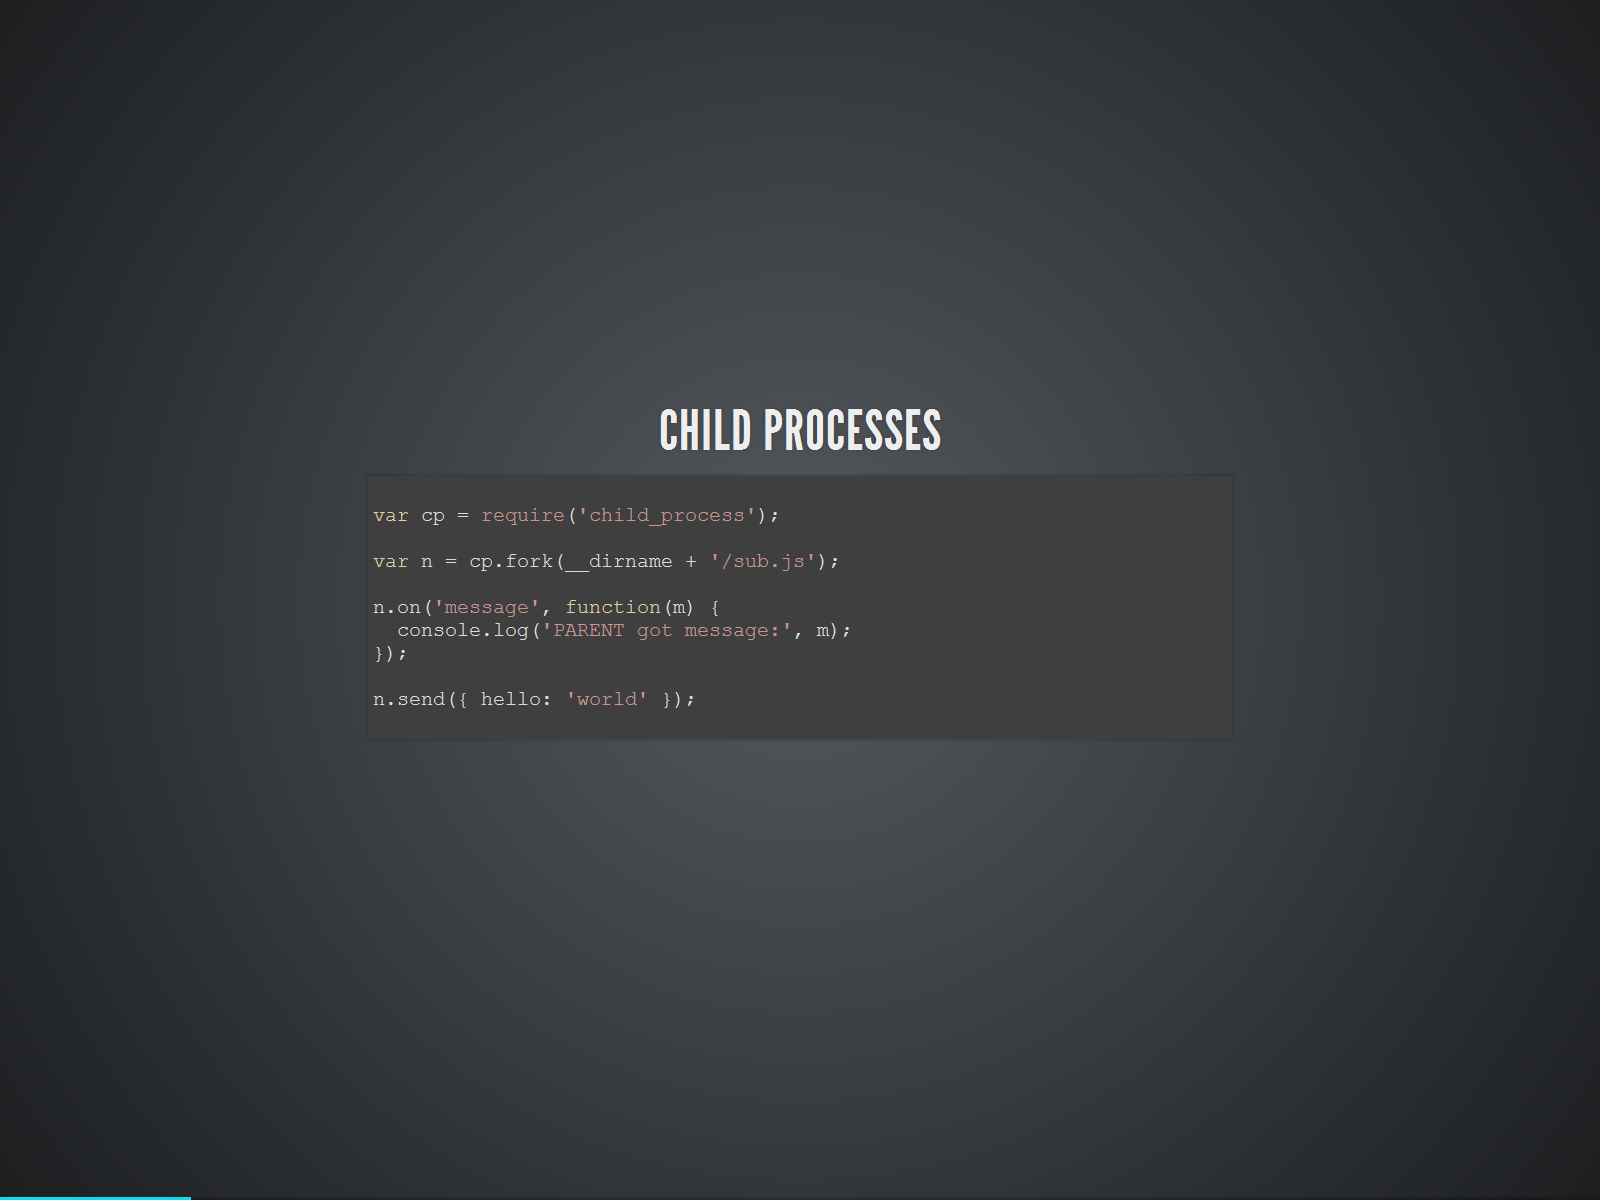 CHILD PROCESSES
var cp = require('child_process');
var n = cp.fork(__dirname + '/sub.js');
n.on('message', function(m) {
  console.log('PARENT got message:', m);
});
n.send({ hello: 'world' });